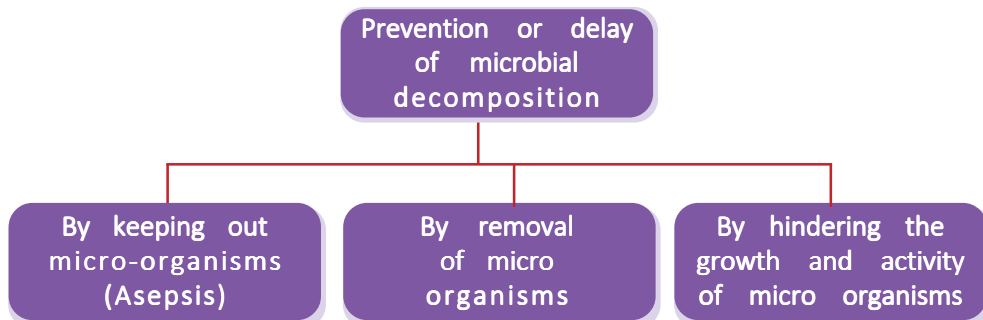 Prevention or delay
of microbial
decomposition
By keeping out
micro-organisms
(Asepsis)
By removal
of micro
organisms
By hindering the
growth and activity
of micro organisms